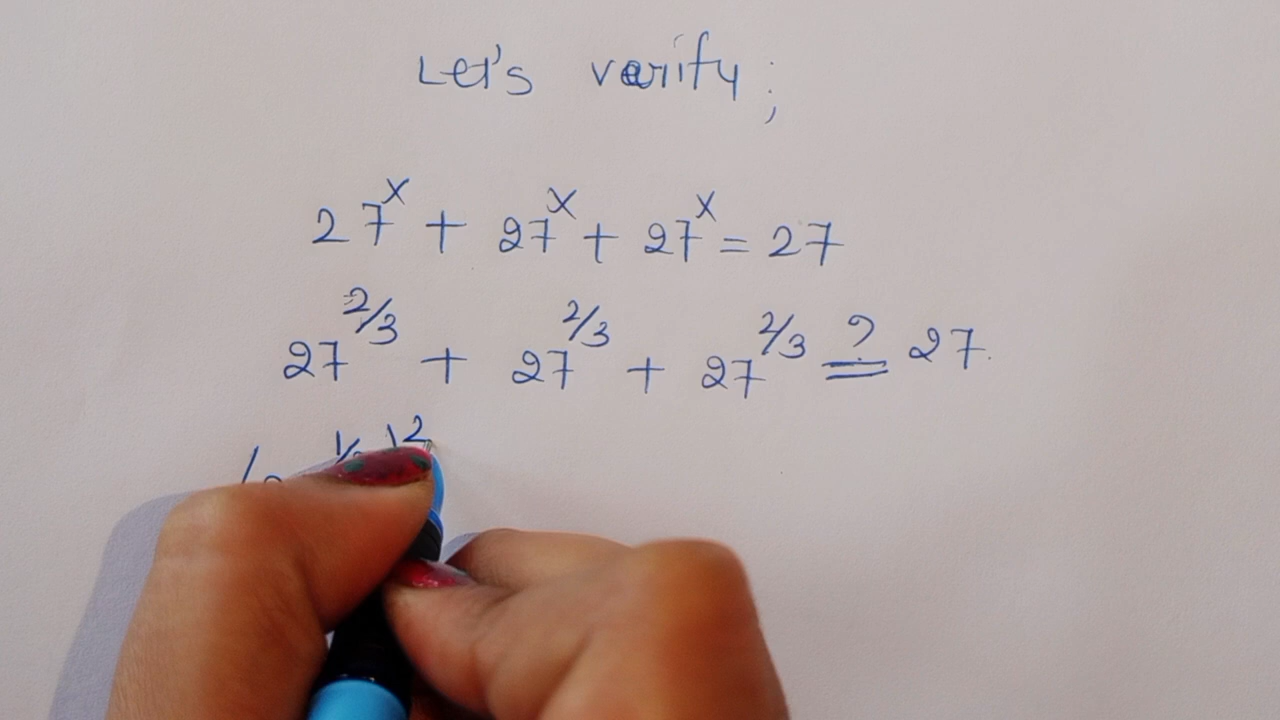 Let's verify;
27^x + 27^x + 27^x = 27
27^2/3 + 27^2/3 + 27^2/3 ?= 27